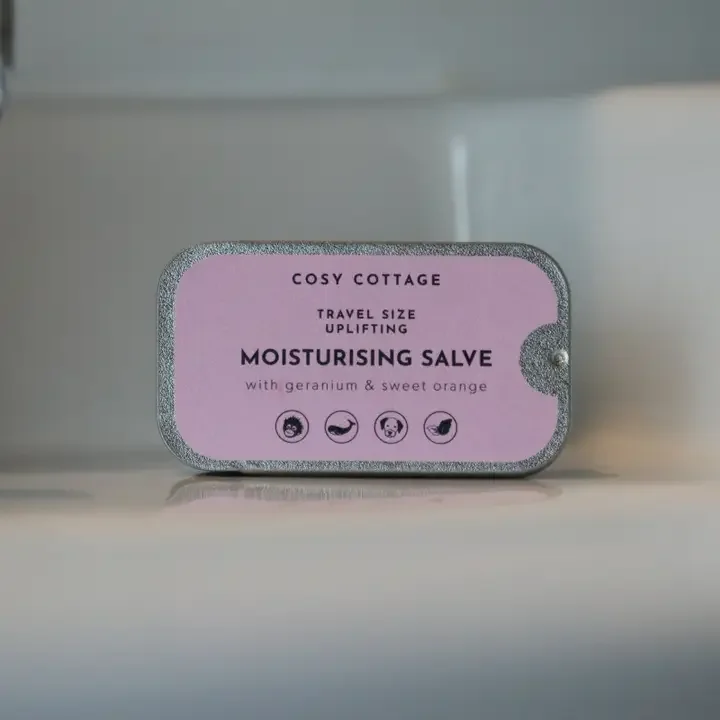 COSY COTTAGE
TRAVEL SIZE
UPLIFTING
MOISTURISING SALVE
with geranium & sweet orange